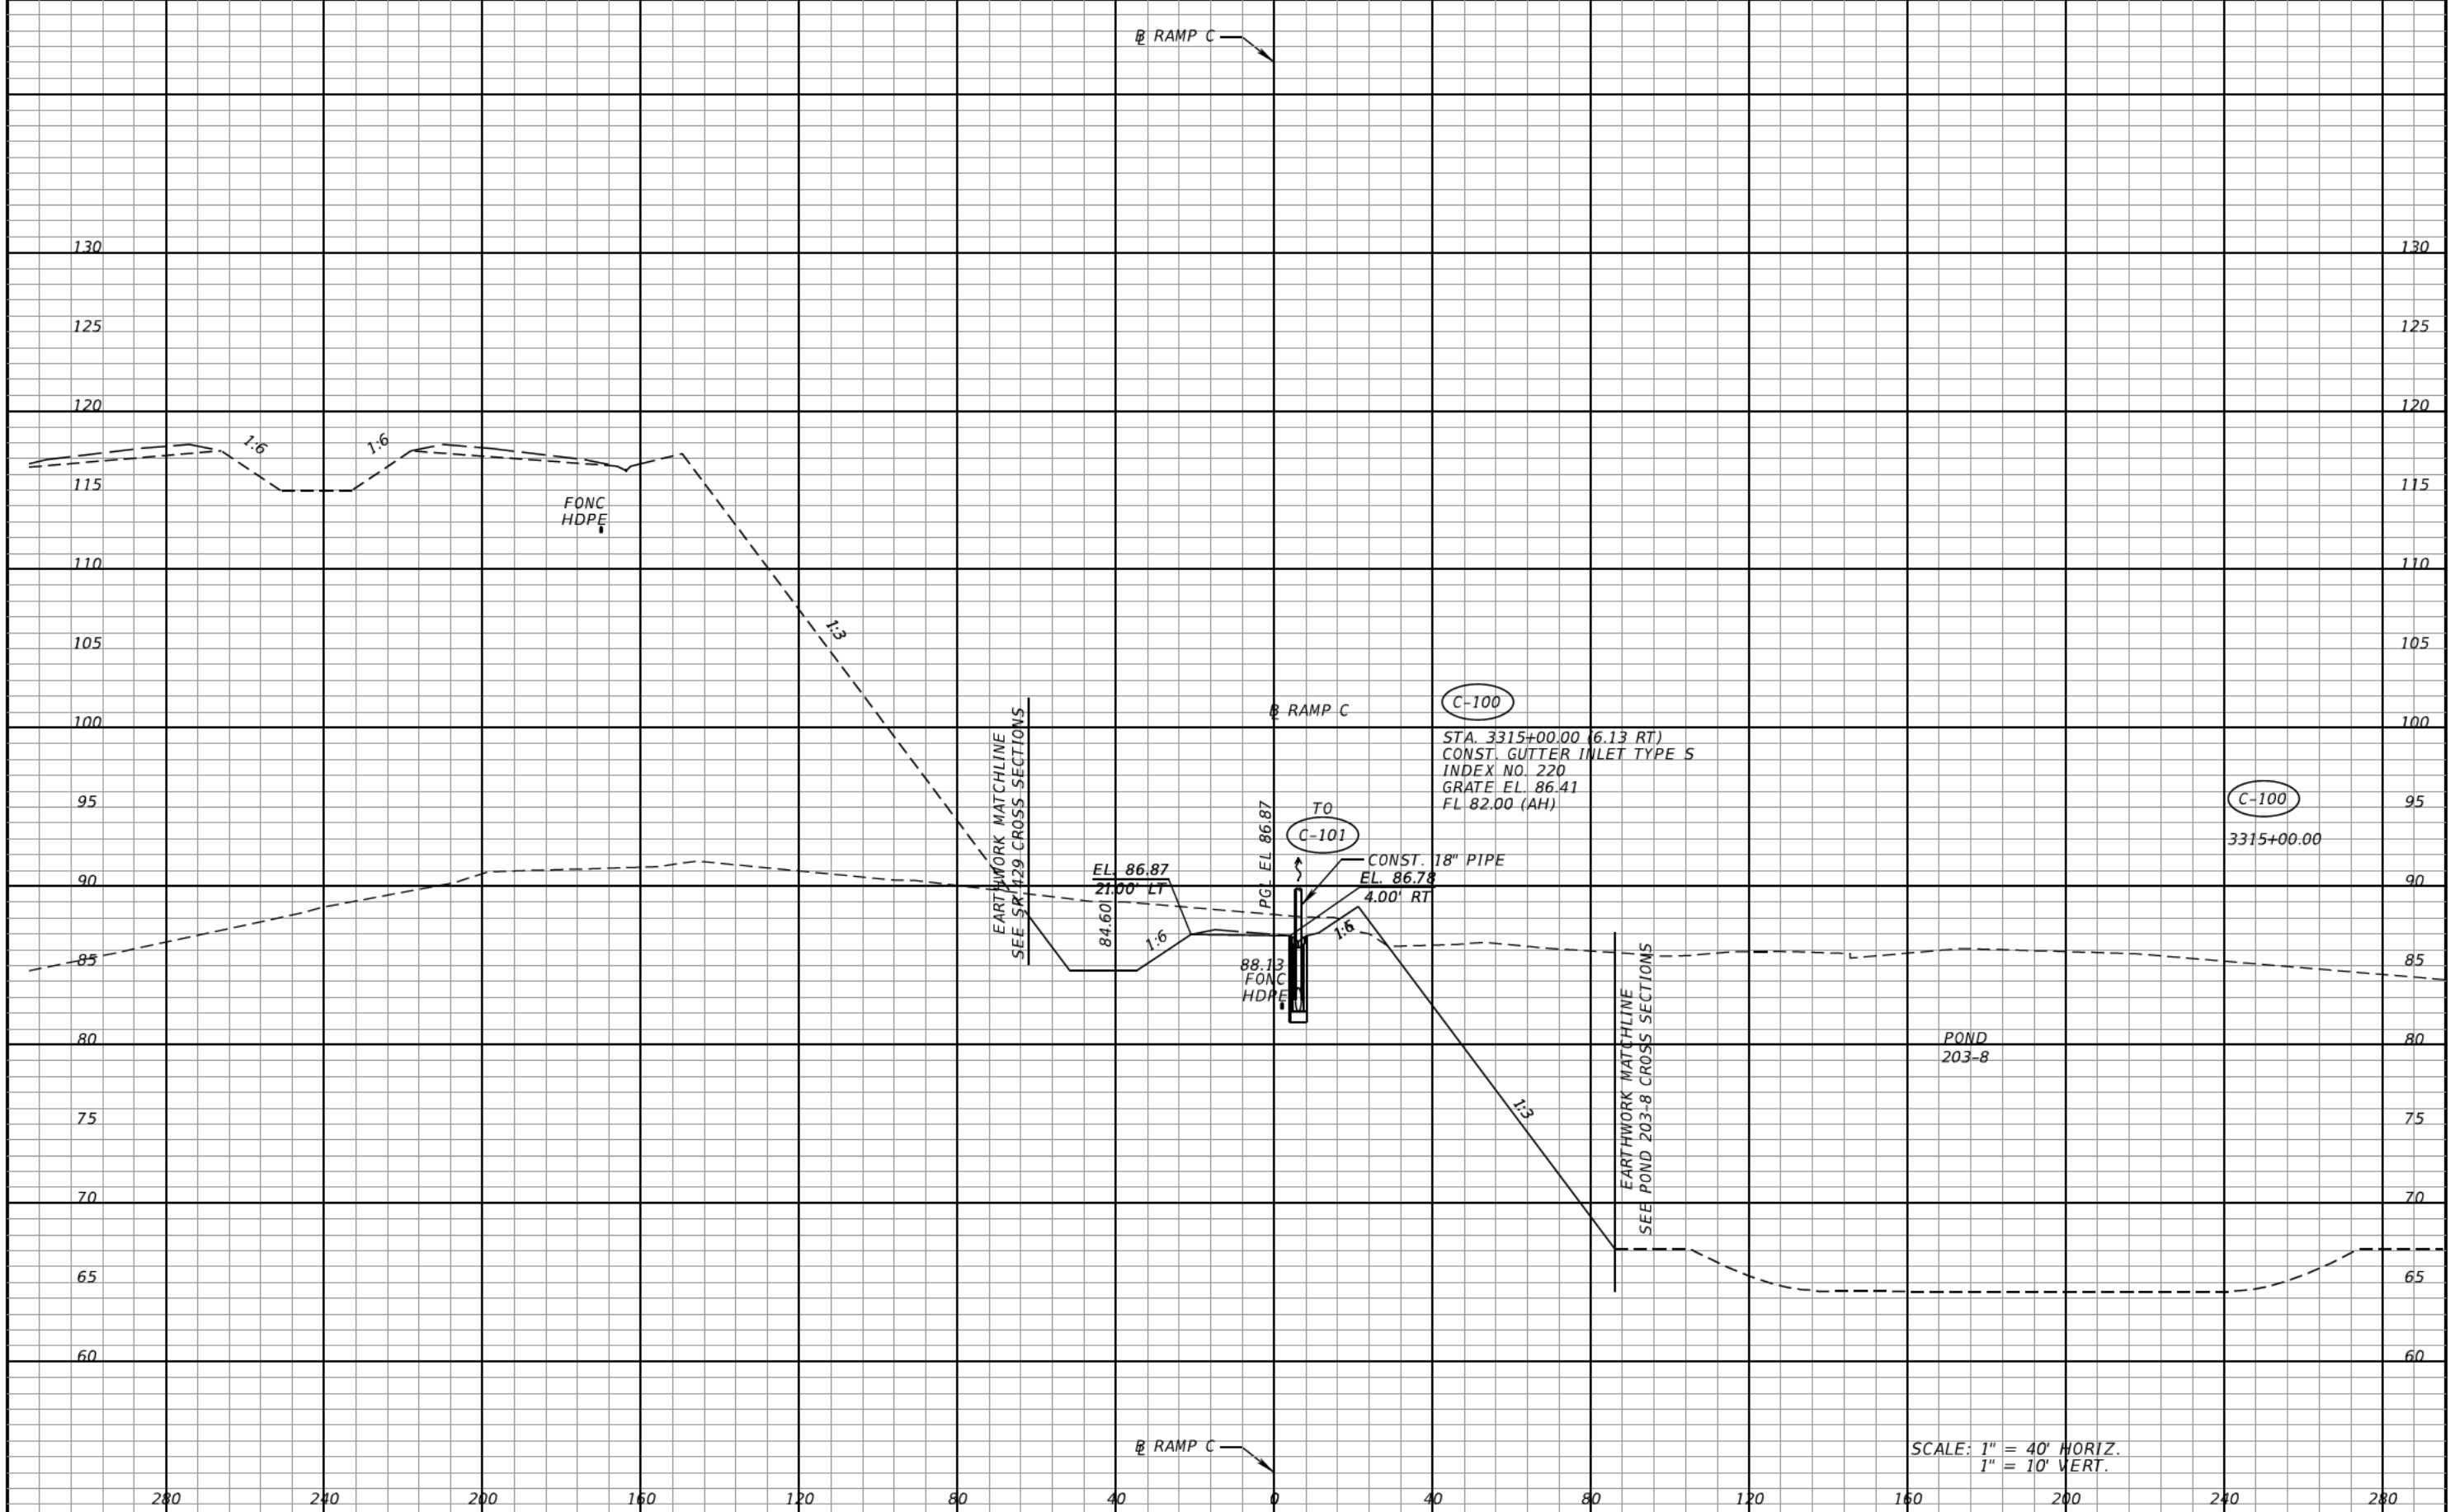 ℄ RAMP C
130 130
125 125
120 120
1:6 1:6
115 115
FONC
HDPE
110 110
105 105
1:3
100 100
EARTHWORK MATCHLINE
SEE SR 429 CROSS SECTIONS
℄ RAMP C
C-100
STA. 3315+00.00 (6.13 RT)
CONST. GUTTER INLET TYPE S
INDEX NO. 220
GRATE EL. 86.41
FL 82.00 (AH)
95 95
C-100
3315+00.00
TO
C-101
PGL EL 86.87
CONST. 18" PIPE
EL. 86.87
21.00' LT
EL. 86.78
4.00' RT
90 90
84.60
1:6
1:6
88.13
FONC
HDPE
85 85
EARTHWORK MATCHLINE
SEE POND 203-8 CROSS SECTIONS
80 80
POND
203-8
75 75
1:3
70 70
65 65
60 60
℄ RAMP C
SCALE: 1" = 40' HORIZ.
1" = 10' VERT.
280 240 200 160 120 80 40 0 40 80 120 160 200 240 280